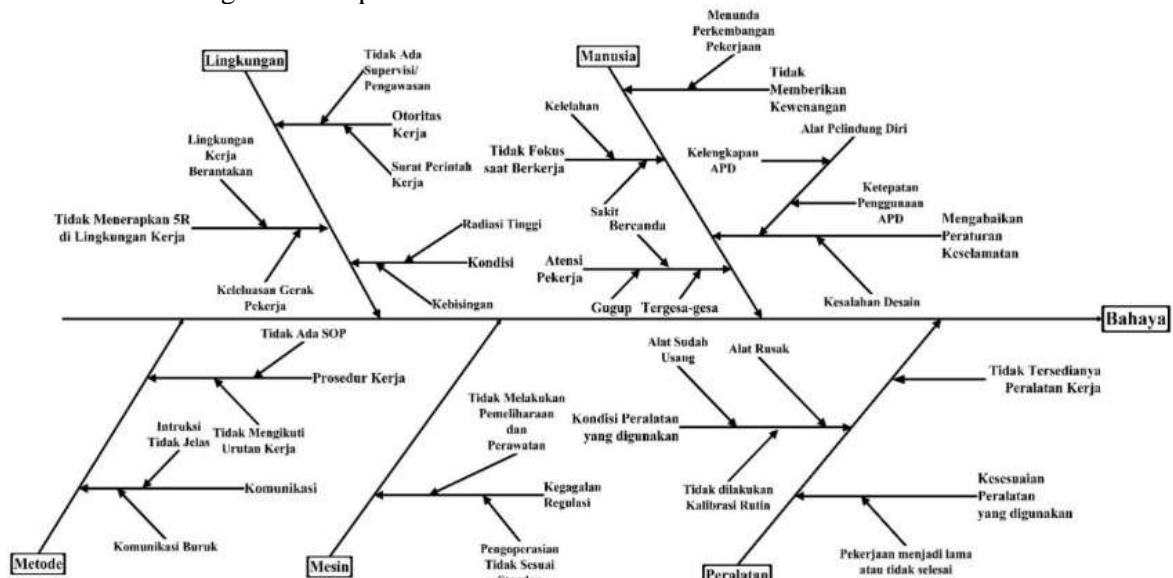 Lingkungan
Tidak Ada
Supervisi/
Pengawasan
Otoritas
Kerja
Surat Perintah
Kerja
Lingkungan
Kerja
Berantakan
Tidak Menerapkan 5R
di Lingkungan Kerja
Keleluasan Gerak
Pekerja
Radiasi Tinggi
Kondisi
Kebisingan
Manusia
Menunda
Perkembangan
Pekerjaan
Tidak
Memberikan
Kewenangan
Kelelahan
Tidak Fokus
saat Berkerja
Sakit
Alat Pelindung Diri
Kelengkapan
APD
Ketepatan
Penggunaan
APD
Mengabaikan
Peraturan
Keselamatan
Kesalahan Desain
Bercanda
Atensi
Pekerja
Gugup
Tergesa-gesa
Bahaya
Tidak Ada SOP
Prosedur Kerja
Tidak Mengikuti
Urutan Kerja
Intruksi
Tidak Jelas
Komunikasi
Komunikasi Buruk
Metode
Tidak Melakukan
Pemeliharaan
dan
Perawatan
Kegagalan
Regulasi
Pengoperasian
Tidak Sesuai
Mesin
Alat Sudah
Usang
Alat Rusak
Kondisi Peralatan
yang digunakan
Tidak dilakukan
Kalibrasi Rutin
Tidak Tersedianya
Peralatan Kerja
Kesesuaian
Peralatan
yang digunakan
Pekerjaan menjadi lama
atau tidak selesai
Peralatan